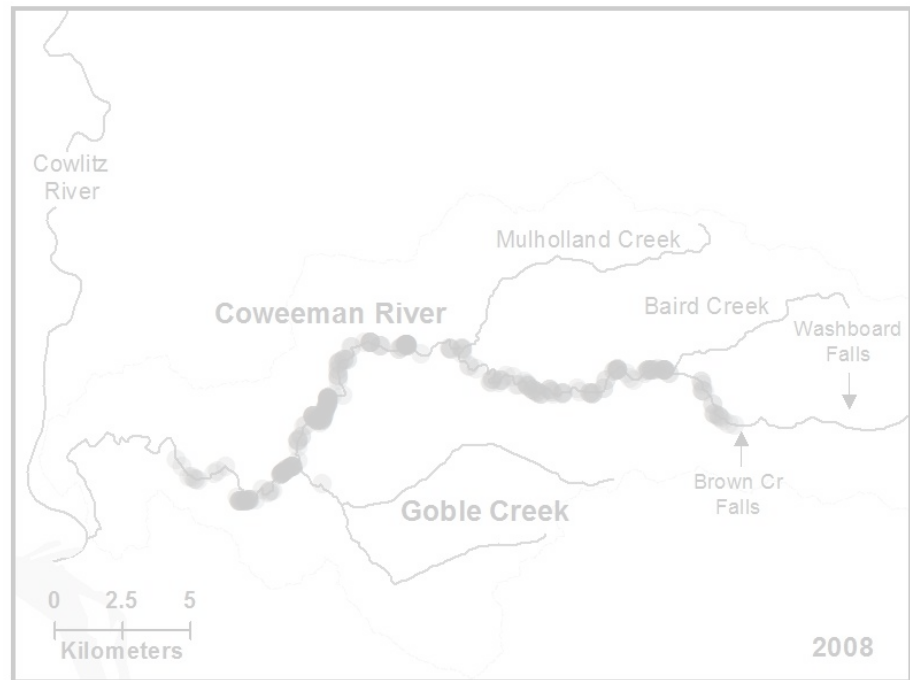 Cowlitz
River
Mulholland Creek
Coweeman River
Baird Creek
Washboard
Falls
Brown Cr
Falls
Goble Creek
0 2.5 5
Kilometers
2008